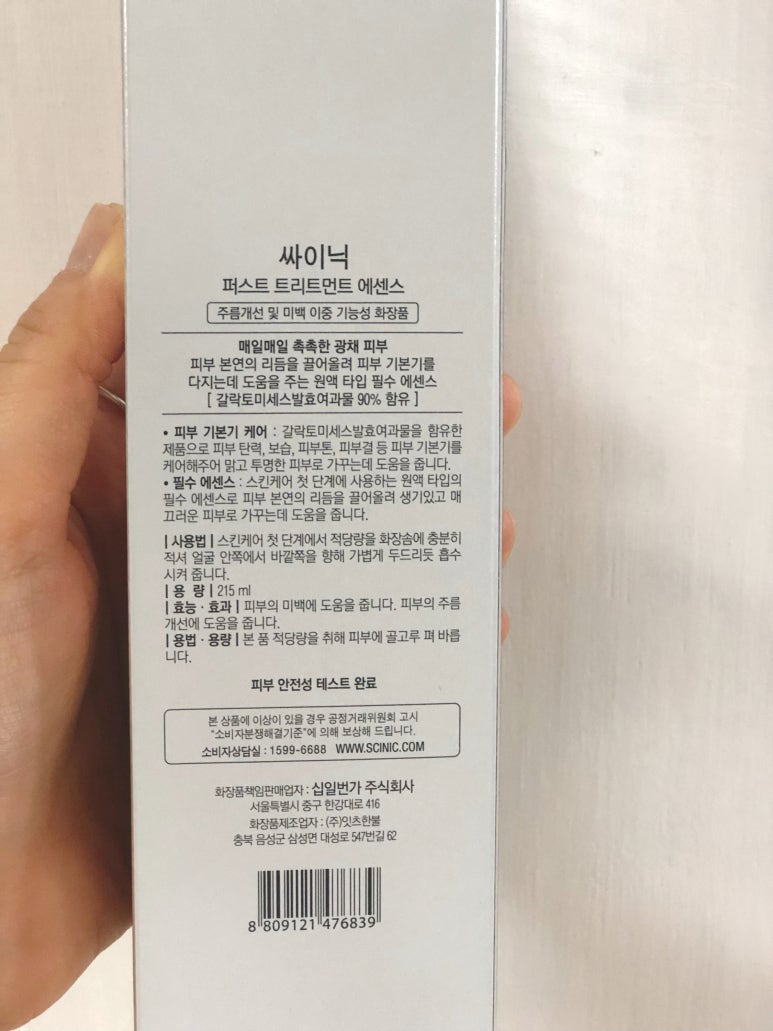 싸이닉
퍼스트 트리트먼트 에센스
주름개선 및 미백 이중 기능성 화장품
매일매일 촉촉한 광채 피부
피부 본연의 리듬을 끌어올려 피부 기본기를
다지는데 도움을 주는 원액 타입 필수 에센스
[ 갈락토미세스발효여과물 90% 함유 ]
• 피부 기본기 케어 : 갈락토미세스발효여과물을 함유한
제품으로 피부 탄력, 보습, 피부톤, 피부결 등 피부 기본기를
케어해주어 맑고 투명한 피부로 가꾸는데 도움을 줍니다.
• 필수 에센스 : 스킨케어 첫 단계에 사용하는 원액 타입의
필수 에센스로 피부 본연의 리듬을 끌어올려 생기있고 매
끄러운 피부로 가꾸는데 도움을 줍니다.
| 사용법 | 스킨케어 첫 단계에서 적당량을 화장솜에 충분히
적셔 얼굴 안쪽에서 바깥쪽을 향해 가볍게 두드리듯 흡수
시켜 줍니다.
| 용 량 | 215 ml
| 효능 · 효과 | 피부의 미백에 도움을 줍니다. 피부의 주름
개선에 도움을 줍니다.
| 용법 · 용량 | 본 품 적당량을 취해 피부에 골고루 펴 바릅
니다.
피부 안전성 테스트 완료
본 상품에 이상이 있을 경우 공정거래위원회 고시
"소비자분쟁해결기준"에 의해 보상해 드립니다.
소비자상담실 : 1599-6688 WWW.SCINIC.COM
화장품책임판매업자 : 십일번가 주식회사
서울특별시 중구 한강대로 416
화장품제조업자 : (주)잇츠한불
충북 음성군 삼성면 대성로 547번길 62
8 809121 476839